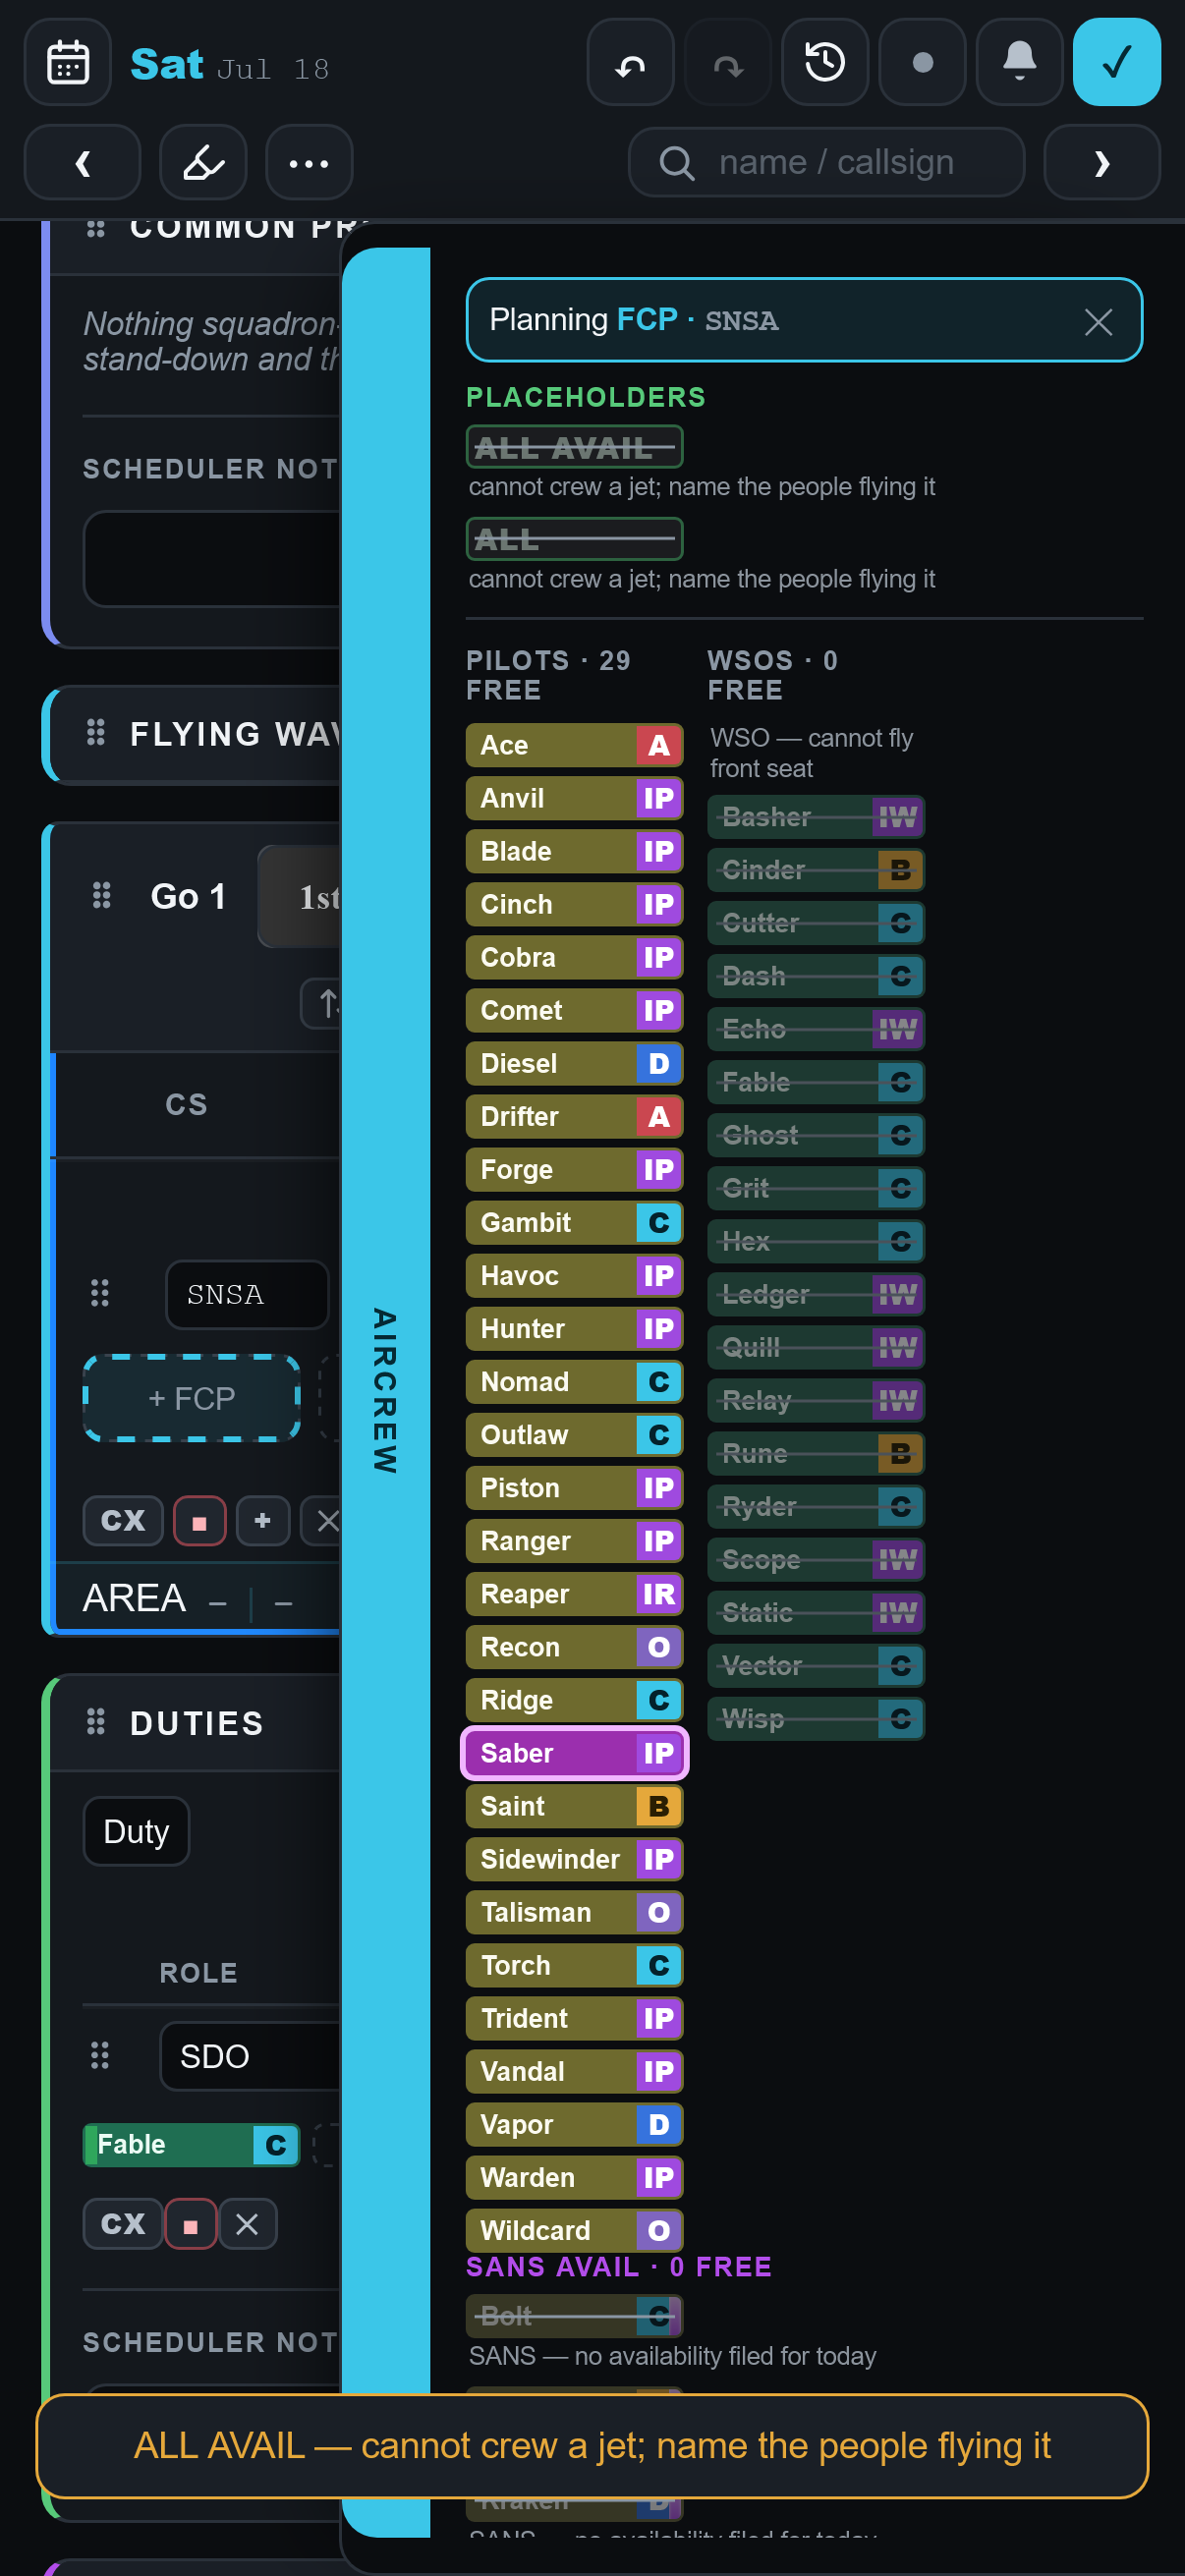 Sat Jul 18
name / callsign
COMMON PR
Nothing squadron-
stand-down and th
SCHEDULER NOT
FLYING WAV
Go 1
1st
CS
SNSA
+ FCP
CX
AREA – | –
DUTIES
Duty
ROLE
SDO
Fable C
CX
SCHEDULER NOT
AIRCREW
Planning FCP · SNSA
PLACEHOLDERS
ALL AVAIL
cannot crew a jet; name the people flying it
ALL
cannot crew a jet; name the people flying it
PILOTS · 29
FREE
Ace A
Anvil IP
Blade IP
Cinch IP
Cobra IP
Comet IP
Diesel D
Drifter A
Forge IP
Gambit C
Havoc IP
Hunter IP
Nomad C
Outlaw C
Piston IP
Ranger IP
Reaper IR
Recon O
Ridge C
Saber IP
Saint B
Sidewinder IP
Talisman O
Torch C
Trident IP
Vandal IP
Vapor D
Warden IP
Wildcard O
WSOS · 0
FREE
WSO — cannot fly
front seat
Basher IW
Cinder B
Cutter C
Dash C
Echo IW
Fable C
Ghost C
Grit C
Hex C
Ledger IW
Quill IW
Relay IW
Rune B
Ryder C
Scope IW
Static IW
Vector C
Wisp C
SANS AVAIL · 0 FREE
Bolt C
SANS — no availability filed for today
ALL AVAIL — cannot crew a jet; name the people flying it
Kraken D
SANS — no availability filed for today